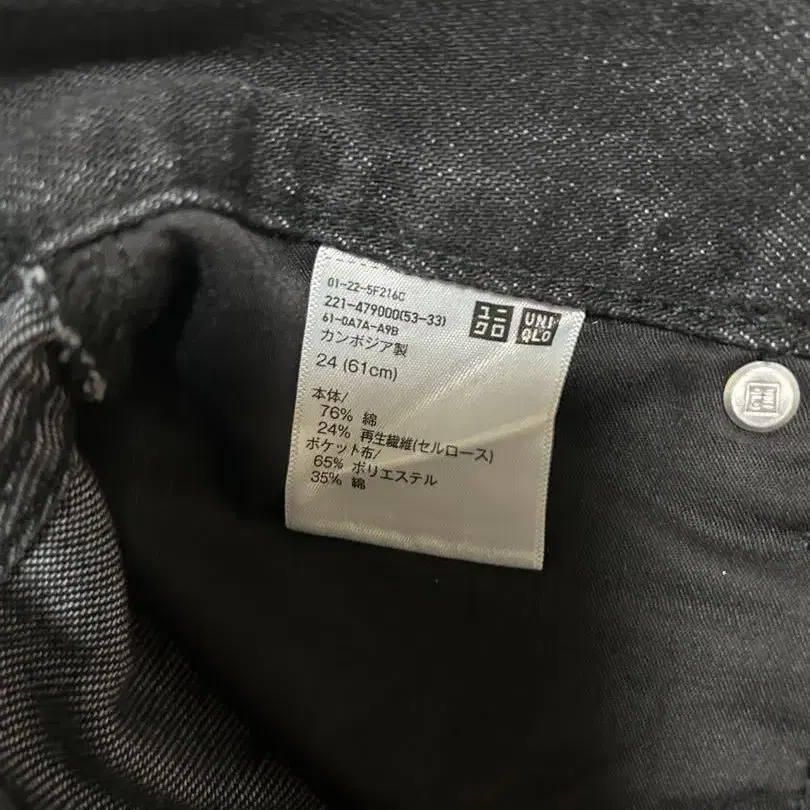 01-22-5F216C
221-479000(53-33)
61-0A7A-A9B
カンボジア製
24 (61cm)
本体/
76% 綿
24% 再生繊維(セルロース)
ポケット布/
65% ポリエステル
35% 綿
ユニ
クロ
UNI
QLO